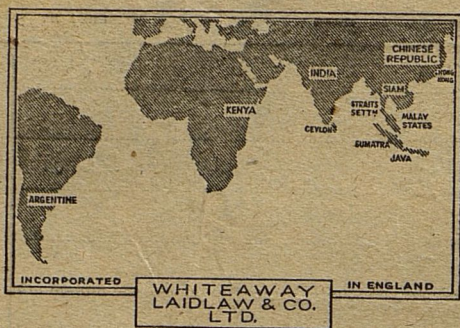 CHINESE
REPUBLIC
HONG
KONG
INDIA
SIAM
KENYA
STRAITS
SETTTS
MALAY
STATES
CEYLON
SUMATRA
JAVA
ARGENTINE
INCORPORATED
IN ENGLAND
WHITEAWAY
LAIDLAW & CO.
LTD.